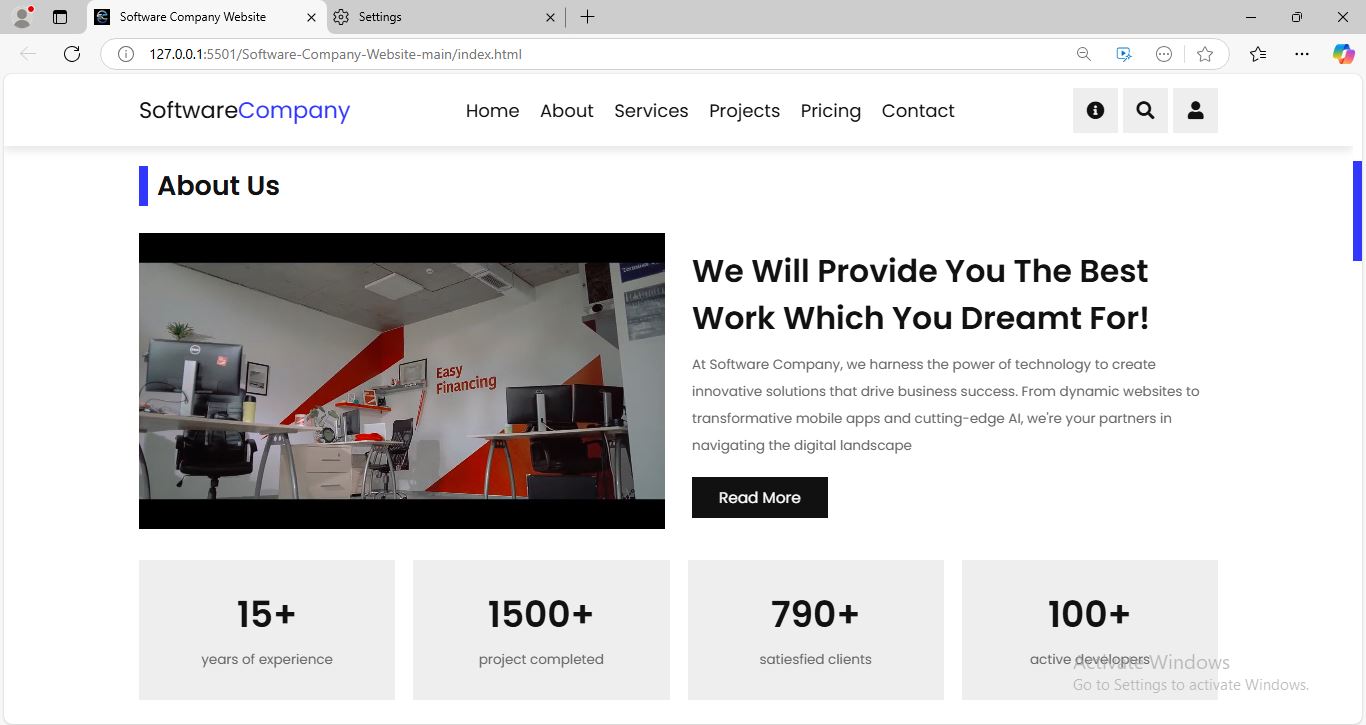 Software Company Website
Settings
127.0.0.1:5501/Software-Company-Website-main/index.html
SoftwareCompany
Home About Services Projects Pricing Contact
About Us
Easy
Financing
DELL
We Will Provide You The Best
Work Which You Dreamt For!
At Software Company, we harness the power of technology to create
innovative solutions that drive business success. From dynamic websites to
transformative mobile apps and cutting-edge AI, we're your partners in
navigating the digital landscape
Read More
15+
years of experience
1500+
project completed
790+
satiesfied clients
100+
active developers
Activate Windows
Go to Settings to activate Windows.